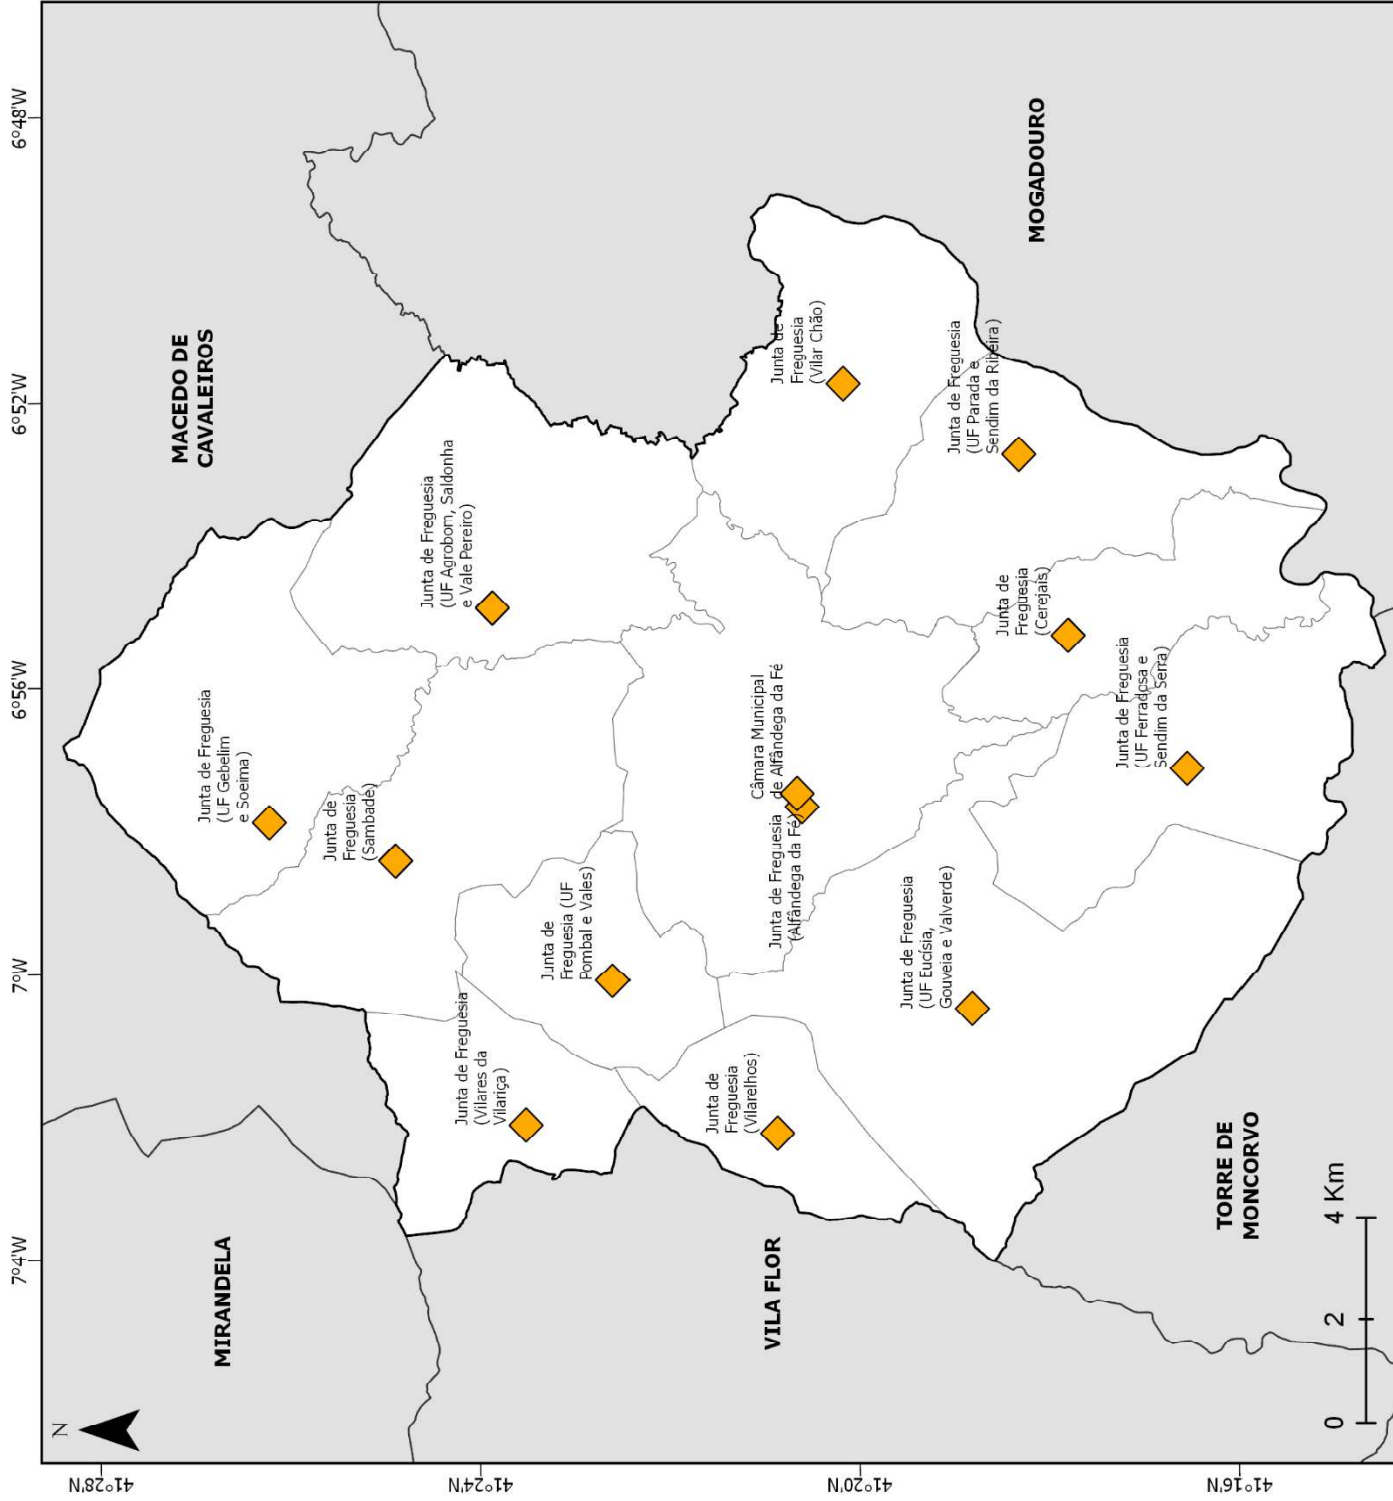 N
7°4'W
7°W
6°56'W
6°52'W
6°48'W
41°28'N
41°24'N
41°20'N
41°16'N
MIRANDELA
MACEDO DE
CAVALEIROS
MOGADOURO
VILA FLOR
TORRE DE
MONCORVO
Junta de Freguesia
(UF Gebelim
e Soeima)
Junta de
Freguesia
(Sambade)
Junta de Freguesia
(UF Agrobom, Saldonha
e Vale Pereiro)
Junta de Freguesia
(Vilares da
Vilariça)
Junta de
Freguesia (UF
Pombal e Vales)
Junta de
Freguesia
(Vilarelhos)
Câmara Municipal
de Alfândega da Fé
Junta de Freguesia
(Alfândega da Fé)
Junta de
Freguesia
(Vilar Chão)
Junta de Freguesia
(UF Eucísia,
Gouveia e Valverde)
Junta de Freguesia
(UF Parada e
Sendim da Ribeira)
Junta de
Freguesia
(Cerejais)
Junta de Freguesia
(UF Ferradosa e
Sendim da Serra)
0 2 4 Km